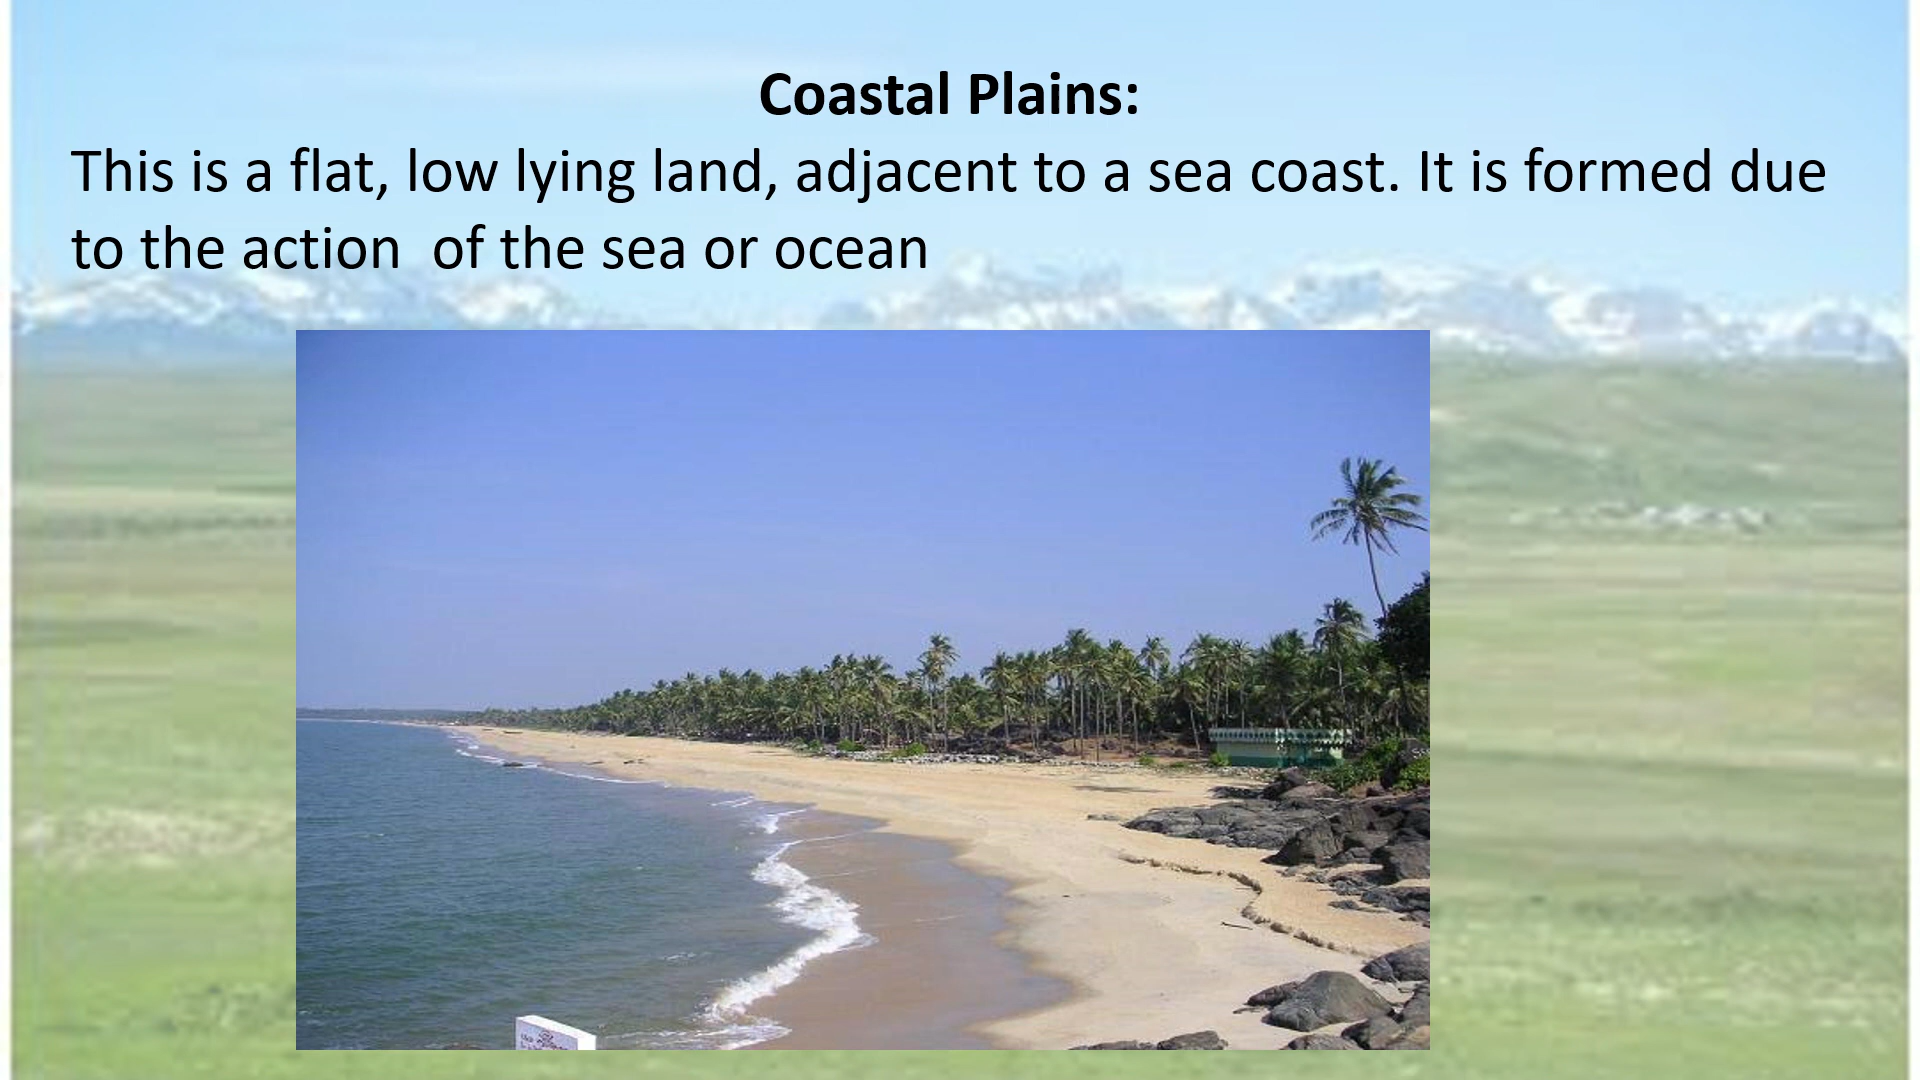 Coastal Plains:
This is a flat, low lying land, adjacent to a sea coast. It is formed due
to the action  of the sea or ocean